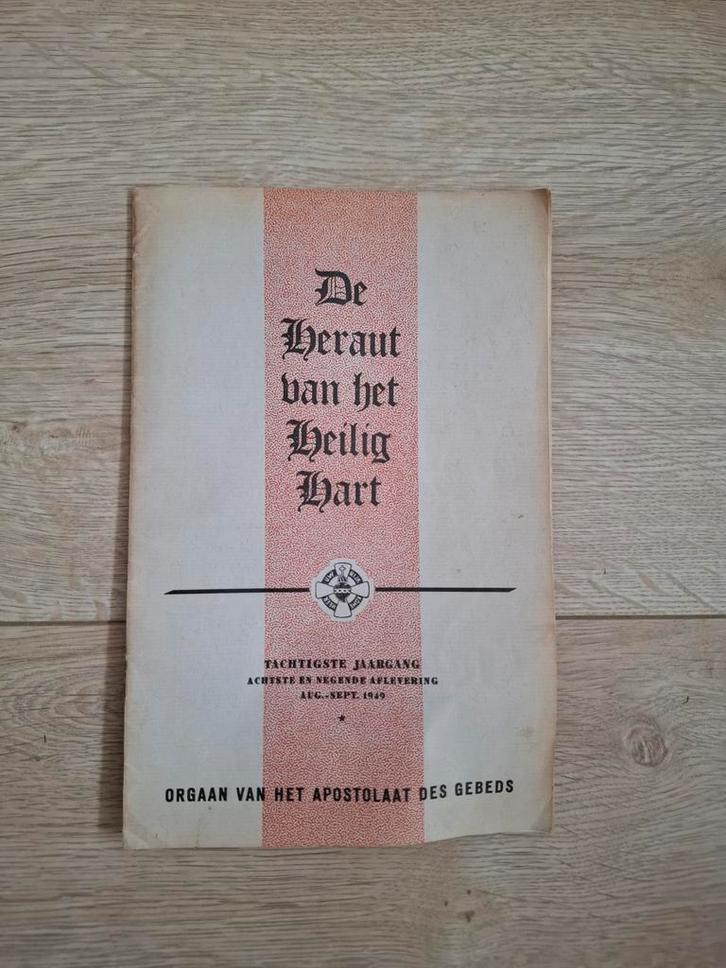 De
Heraut
van het
Heilig
Hart
TACHTIGSTE JAARGANG
ACHTSTE EN NEGENDE AFLEVERING
AUG.-SEPT. 1949
ORGAAN VAN HET APOSTOLAAT DES GEBEDS